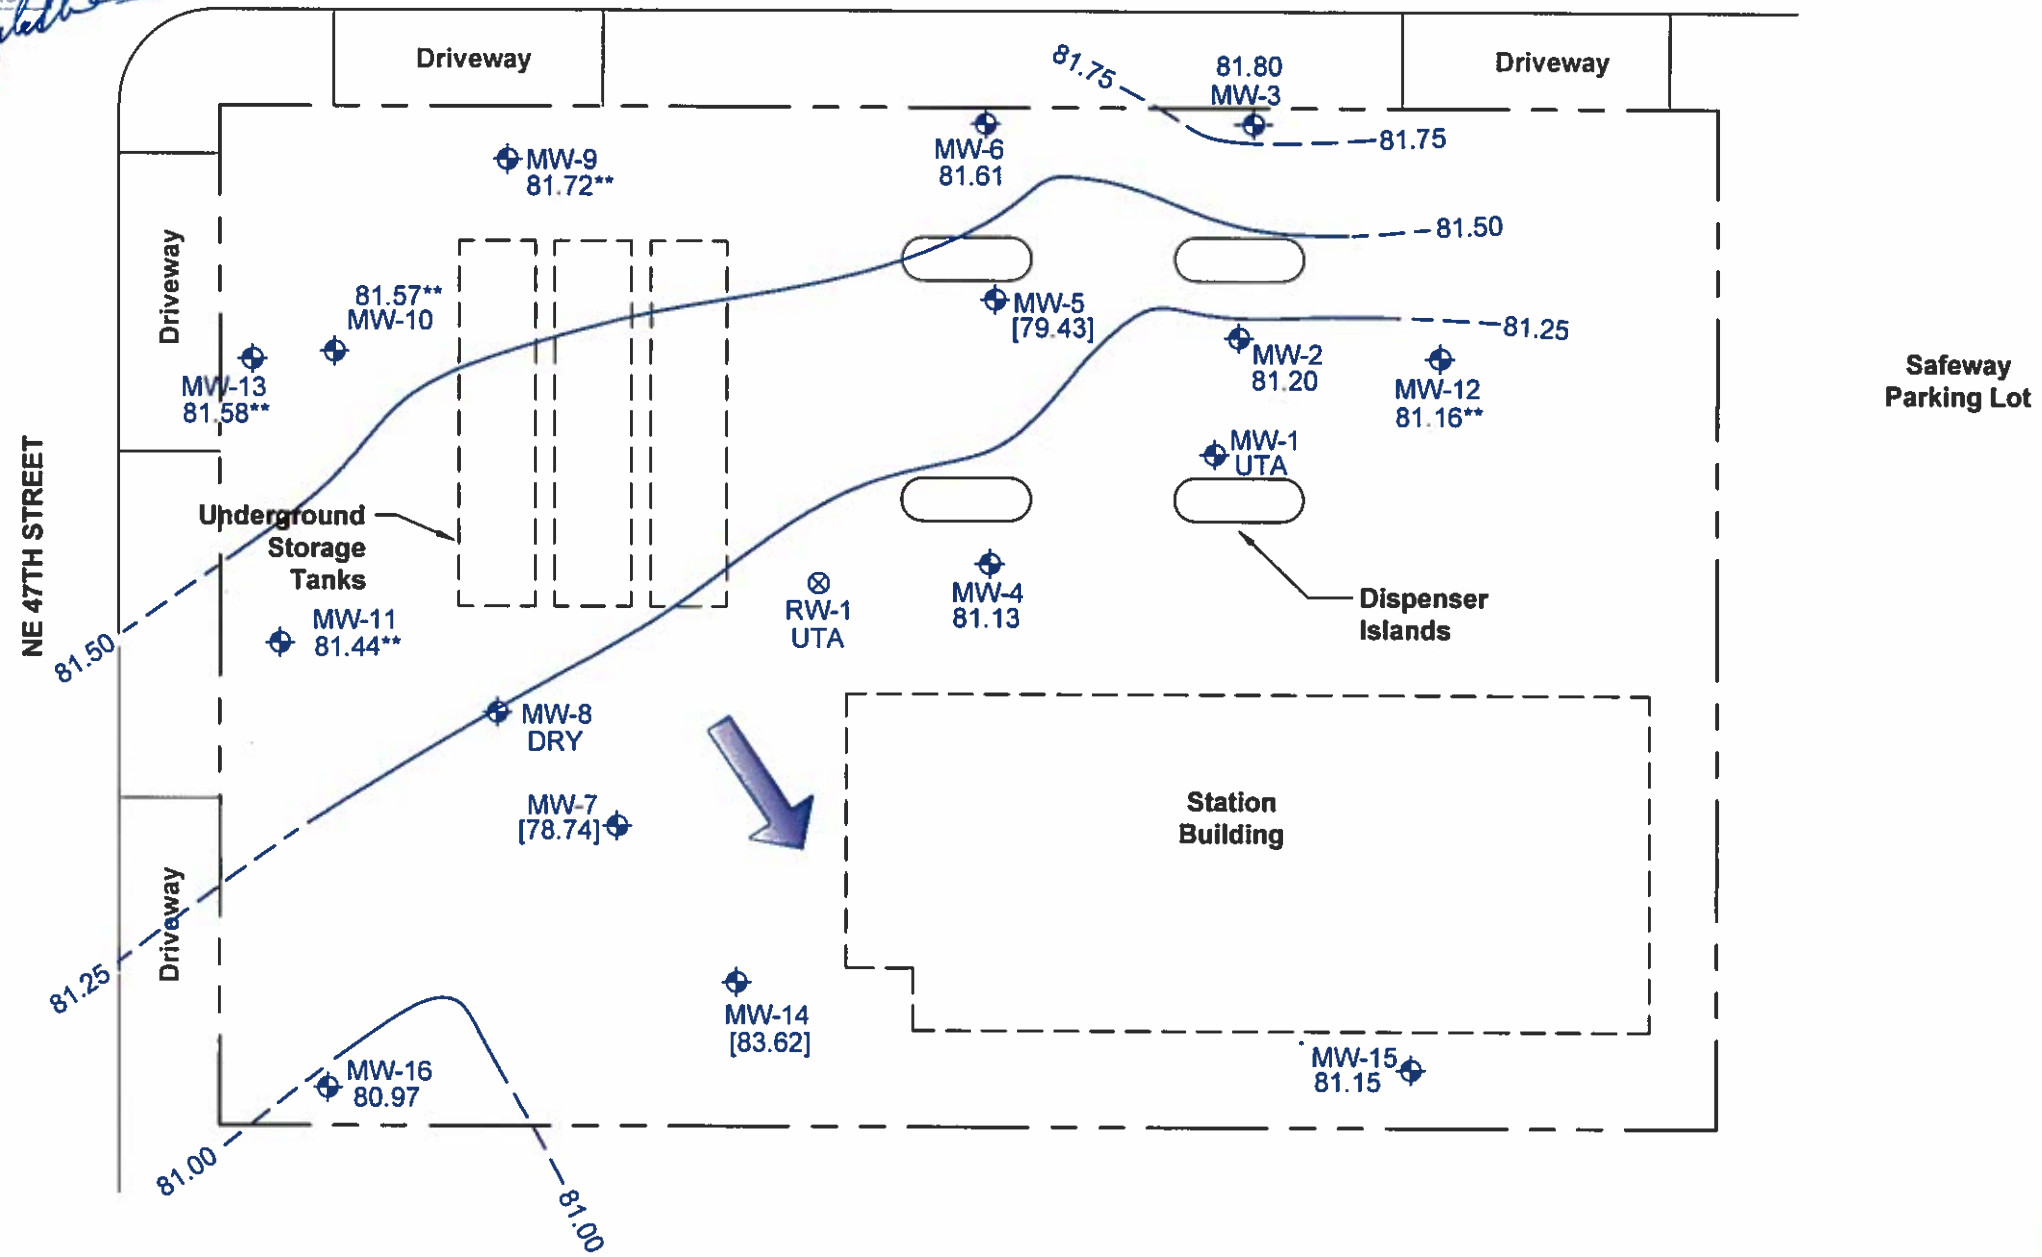 Driveway
81.75
81.80
MW-3
Driveway
81.75
MW-9
81.72**
MW-6
81.61
81.50
Driveway
81.57**
MW-10
MW-5
[79.43]
81.25
MW-13
81.58**
MW-2
81.20
MW-12
81.16**
Safeway
Parking Lot
NE 47TH STREET
MW-1
UTA
Underground
Storage
Tanks
RW-1
UTA
MW-4
81.13
Dispenser
Islands
MW-11
81.44**
81.50
MW-8
DRY
MW-7
[78.74]
Station
Building
Driveway
81.25
MW-14
[83.62]
MW-16
80.97
MW-15
81.15
81.00
81.00